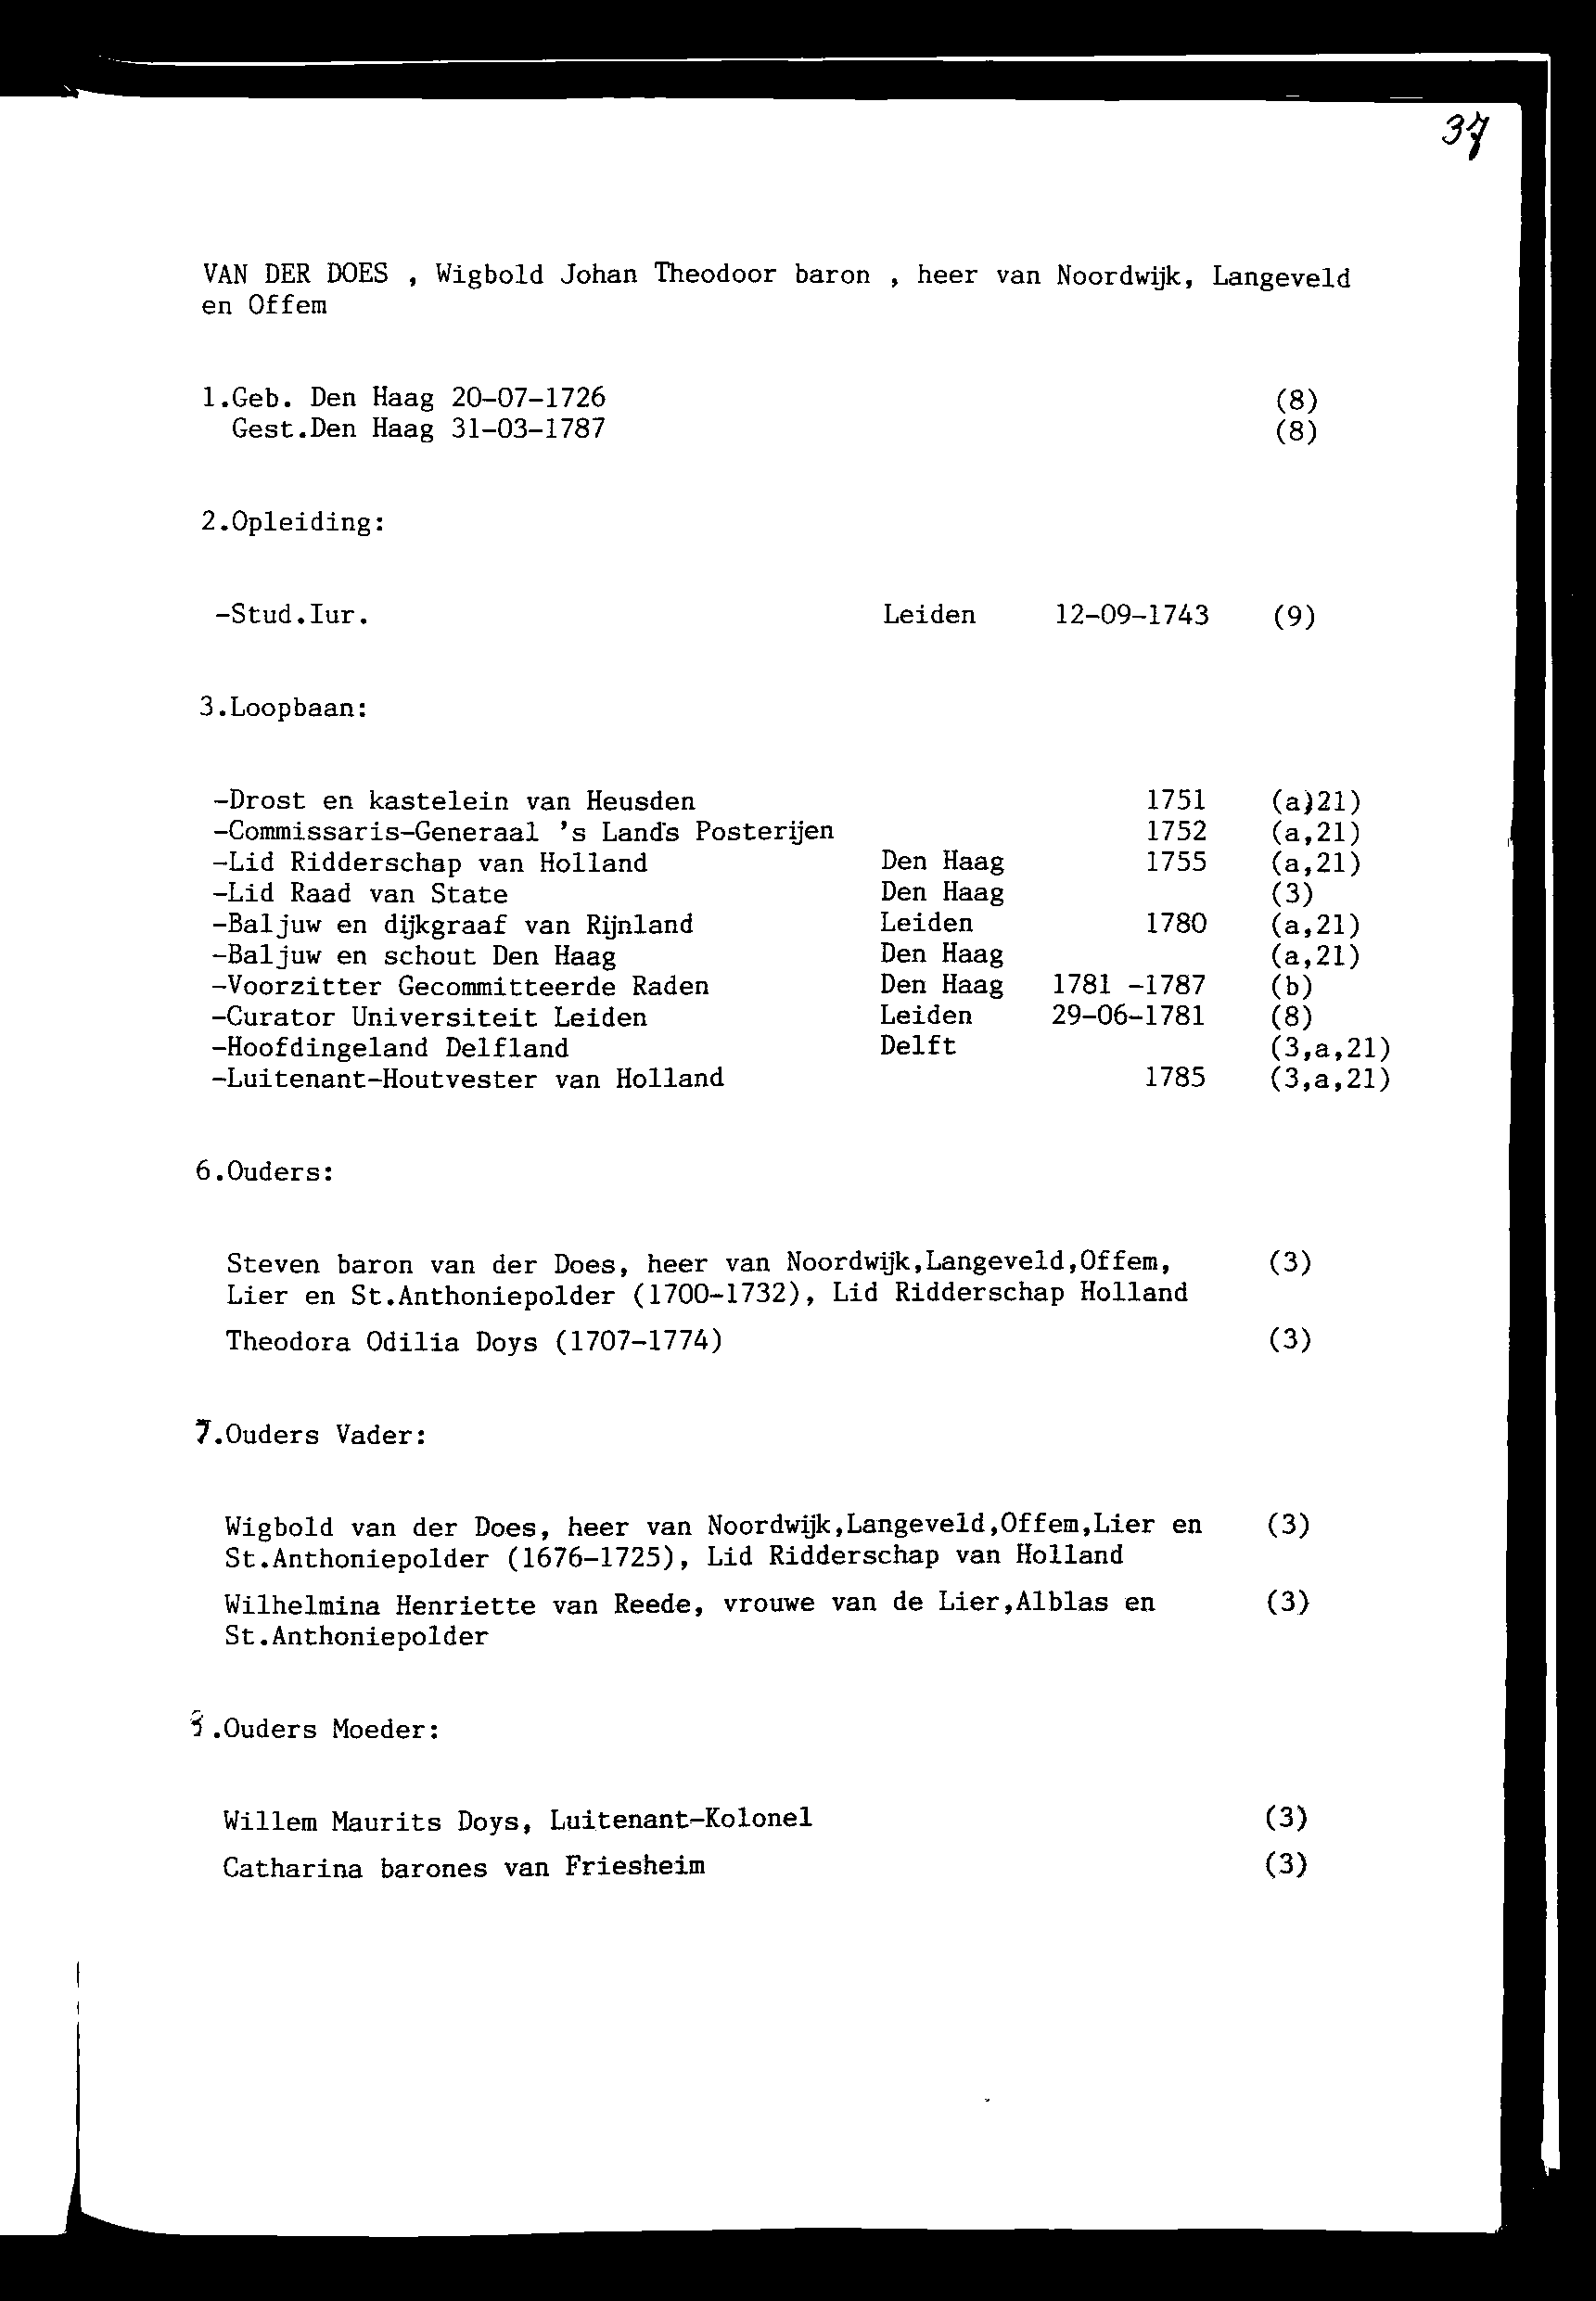 37
VAN DER DOES , Wigbold Johan Theodoor baron , heer van Noordwijk, Langeveld
en Offem
1.Geb. Den Haag 20-07-1726 (8)
Gest.Den Haag 31-03-1787 (8)
2.Opleiding:
-Stud.Iur. Leiden 12-09-1743 (9)
3.Loopbaan:
-Drost en kastelein van Heusden 1751 (a)21)
-Commissaris-Generaal 's Lands Posterijen 1752 (a,21)
-Lid Ridderschap van Holland Den Haag 1755 (a,21)
-Lid Raad van State Den Haag (3)
-Baljuw en dijkgraaf van Rijnland Leiden 1780 (a,21)
-Baljuw en schout Den Haag Den Haag (a,21)
-Voorzitter Gecommitteerde Raden Den Haag 1781 -1787 (b)
-Curator Universiteit Leiden Leiden 29-06-1781 (8)
-Hoofdingeland Delfland Delft (3,a,21)
-Luitenant-Houtvester van Holland 1785 (3,a,21)
6.Ouders:
Steven baron van der Does, heer van Noordwijk,Langeveld,Offem, (3)
Lier en St.Anthoniepolder (1700-1732), Lid Ridderschap Holland
Theodora Odilia Doys (1707-1774) (3)
7.Ouders Vader:
Wigbold van der Does, heer van Noordwijk,Langeveld,Offem,Lier en (3)
St.Anthoniepolder (1676-1725), Lid Ridderschap van Holland
Wilhelmina Henriette van Reede, vrouwe van de Lier,Alblas en (3)
St.Anthoniepolder
.Ouders Moeder:
Willem Maurits Doys, Luitenant-Kolonel (3)
Catharina barones van Friesheim (3)